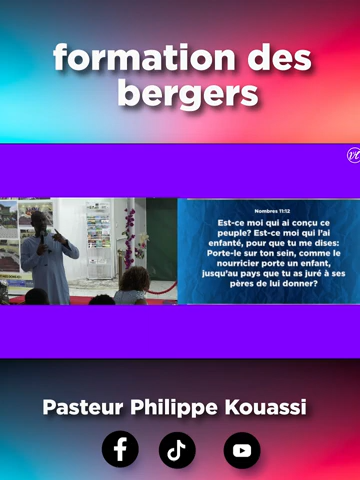 formation des
bergers
vt
Nombres 11:12
Est-ce moi qui ai conçu ce
peuple? Est-ce moi qui l'ai
enfanté, pour que tu me dises:
Porte-le sur ton sein, comme le
nourricier porte un enfant,
jusqu'au pays que tu as juré à ses
pères de lui donner?
Pasteur Philippe Kouassi